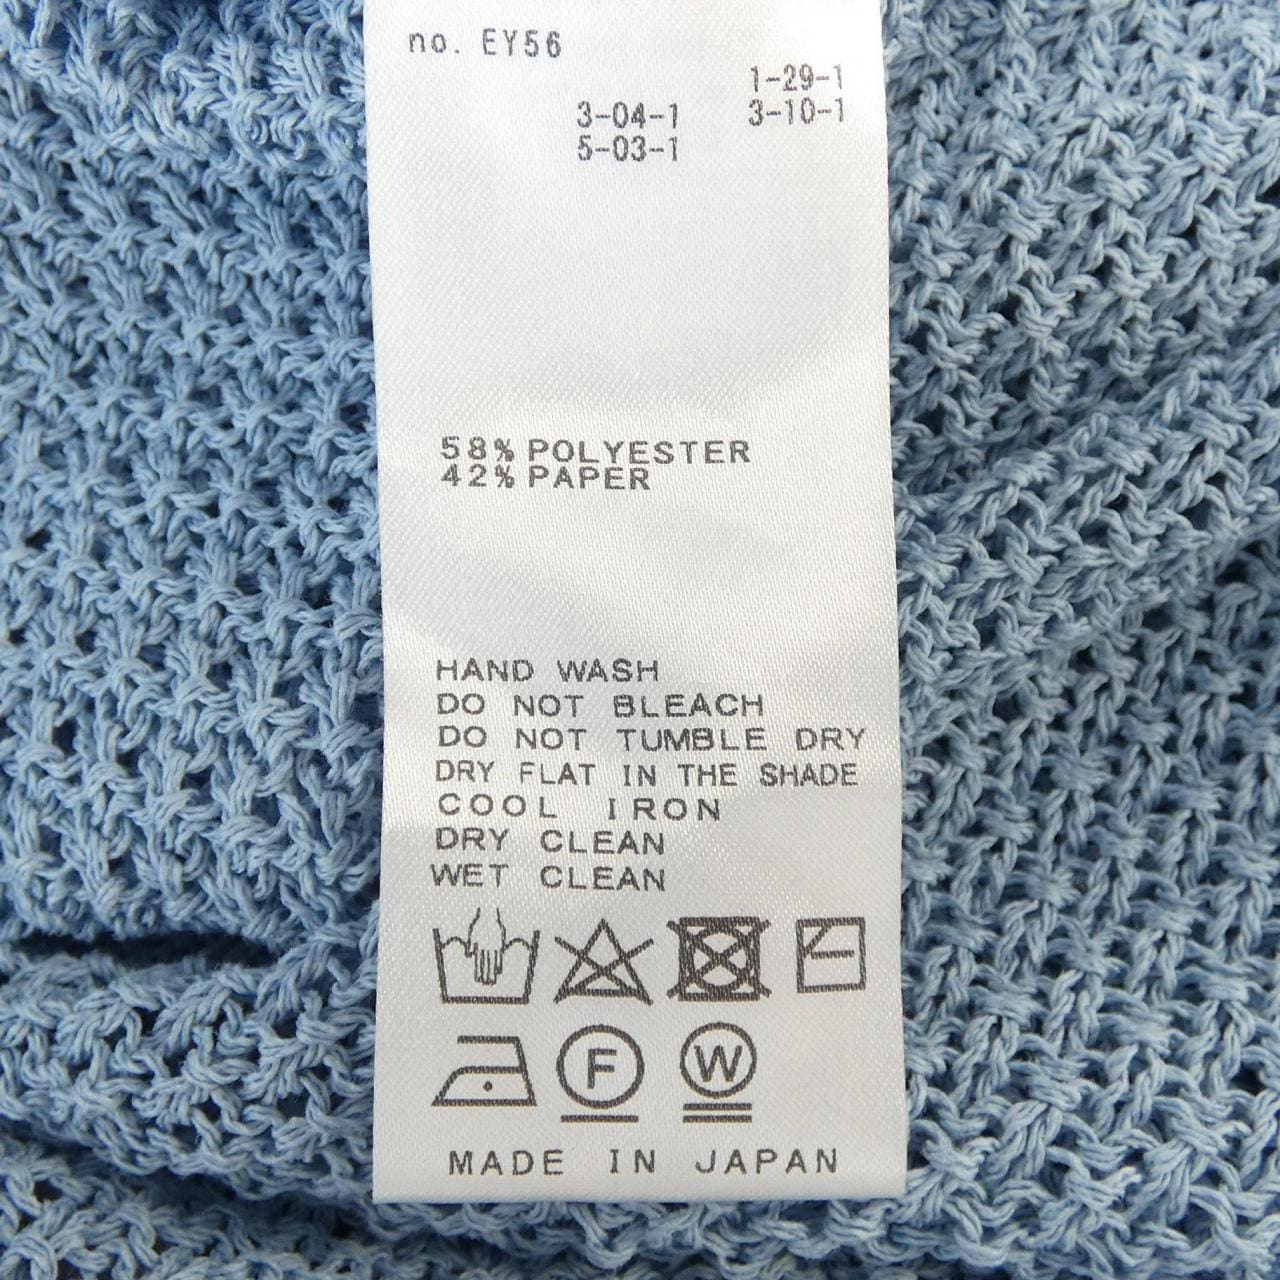 no. EY56
1-29-1
3-04-1 3-10-1
5-03-1
58% POLYESTER
42% PAPER
HAND WASH
DO NOT BLEACH
DO NOT TUMBLE DRY
DRY FLAT IN THE SHADE
COOL IRON
DRY CLEAN
WET CLEAN
F W
MADE IN JAPAN